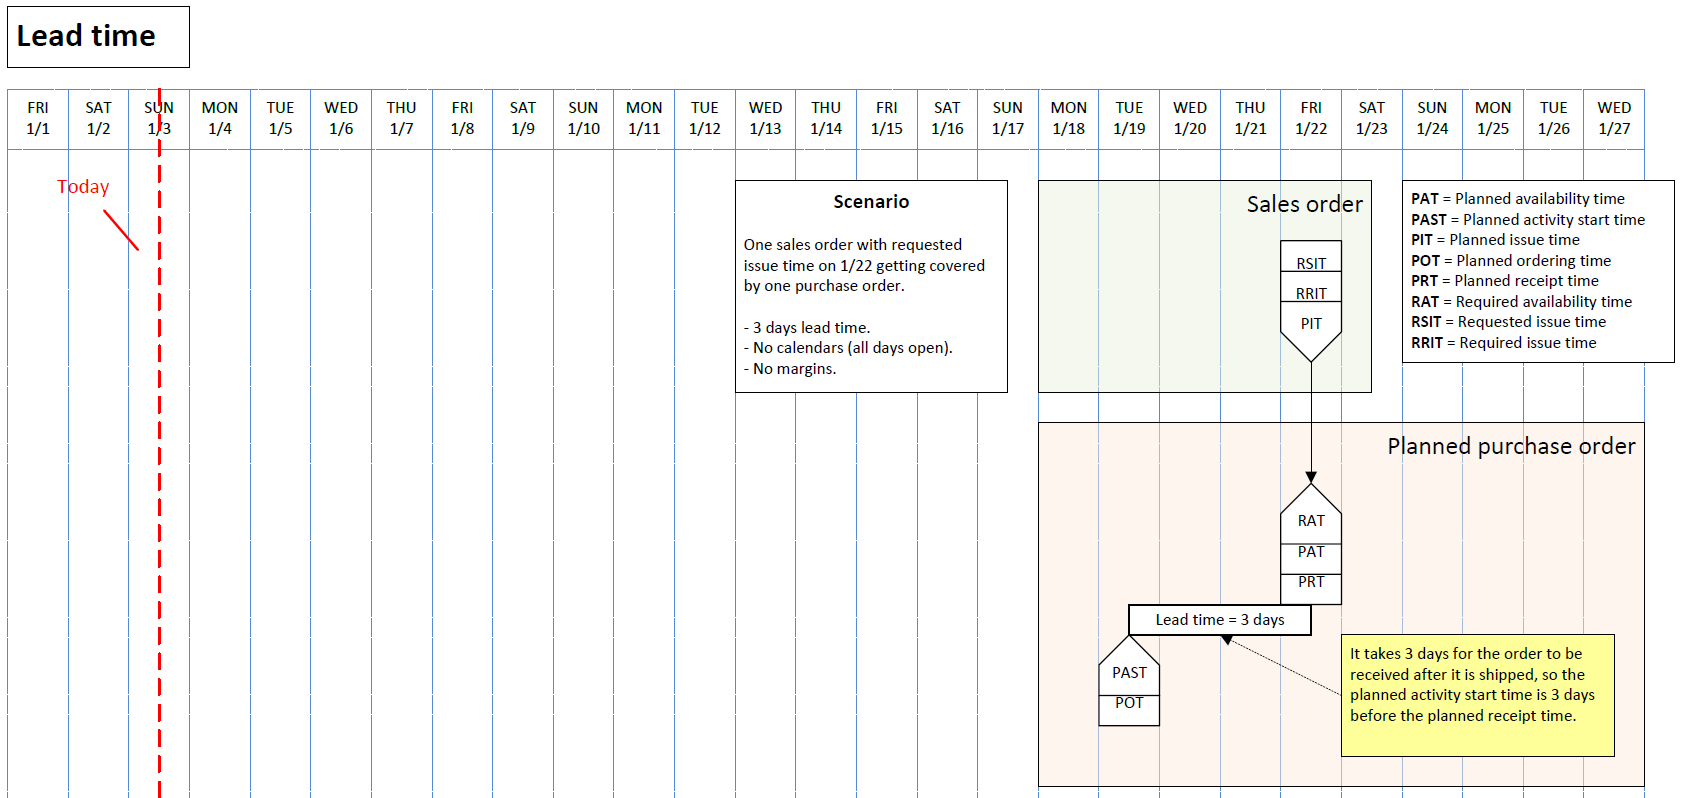 Lead time
FRI SAT SUN MON TUE WED THU FRI SAT SUN MON TUE WED THU FRI SAT SUN MON TUE WED THU FRI SAT SUN MON TUE WED
1/1 1/2 1/3 1/4 1/5 1/6 1/7 1/8 1/9 1/10 1/11 1/12 1/13 1/14 1/15 1/16 1/17 1/18 1/19 1/20 1/21 1/22 1/23 1/24 1/25 1/26 1/27
Today
Scenario
One sales order with requested
issue time on 1/22 getting covered
by one purchase order.
- 3 days lead time.
- No calendars (all days open).
- No margins.
Sales order
RSIT
RRIT
PIT
PAT = Planned availability time
PAST = Planned activity start time
PIT = Planned issue time
POT = Planned ordering time
PRT = Planned receipt time
RAT = Required availability time
RSIT = Requested issue time
RRIT = Required issue time
Planned purchase order
RAT
PAT
PRT
Lead time = 3 days
PAST
POT
It takes 3 days for the order to be
received after it is shipped, so the
planned activity start time is 3 days
before the planned receipt time.